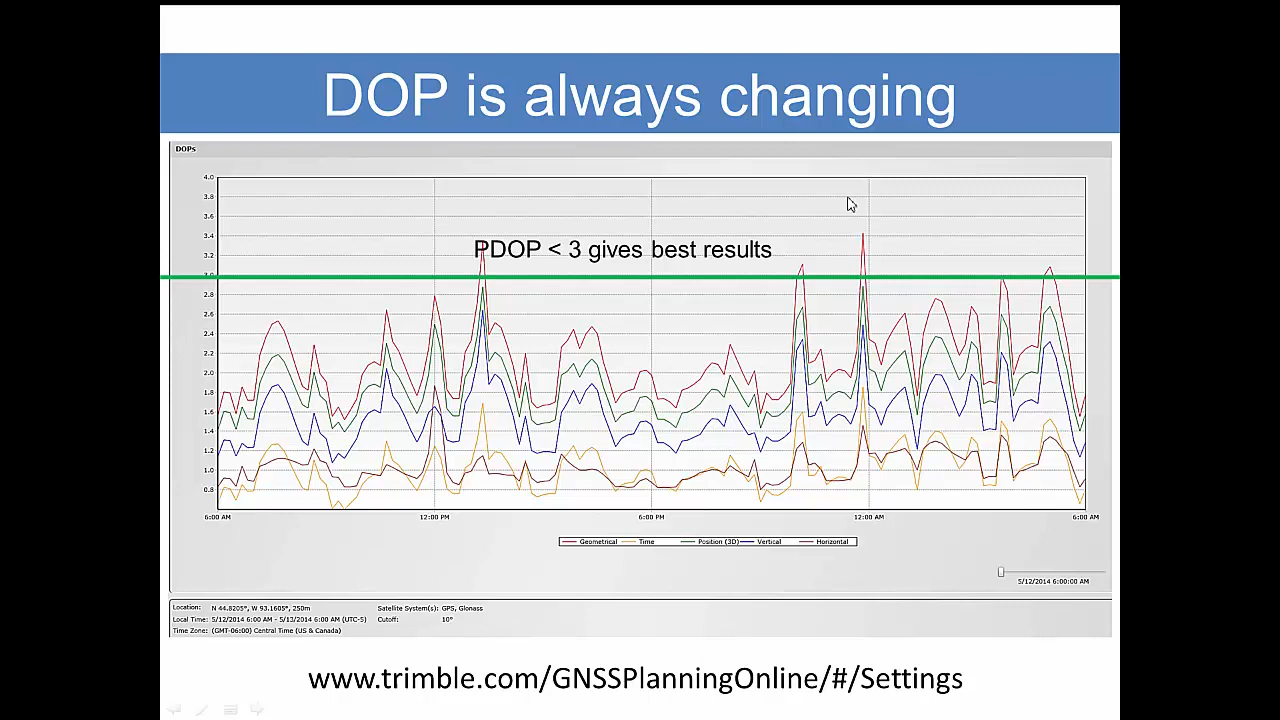 DOP is always changing
DOPs
4.0
3.8
3.6
3.4
PDOP < 3 gives best results
3.2
3.0
2.8
2.6
2.4
2.2
2.0
1.8
1.6
1.4
1.2
1.0
0.8
6:00 AM 12:00 PM 6:00 PM 12:00 AM 6:00 AM
Geometrical Time Position (3D) Vertical Horizontal
5/12/2014 6:00:00 AM
Location: N 44.8205°, W 93.1605°, 250m Satellite System(s): GPS, Glonass
Local Time: 5/12/2014 6:00 AM - 5/13/2014 6:00 AM (UTC-5) Cutoff: 10°
Time Zone: (GMT-06:00) Central Time (US & Canada)
www.trimble.com/GNSSPlanningOnline/#/Settings